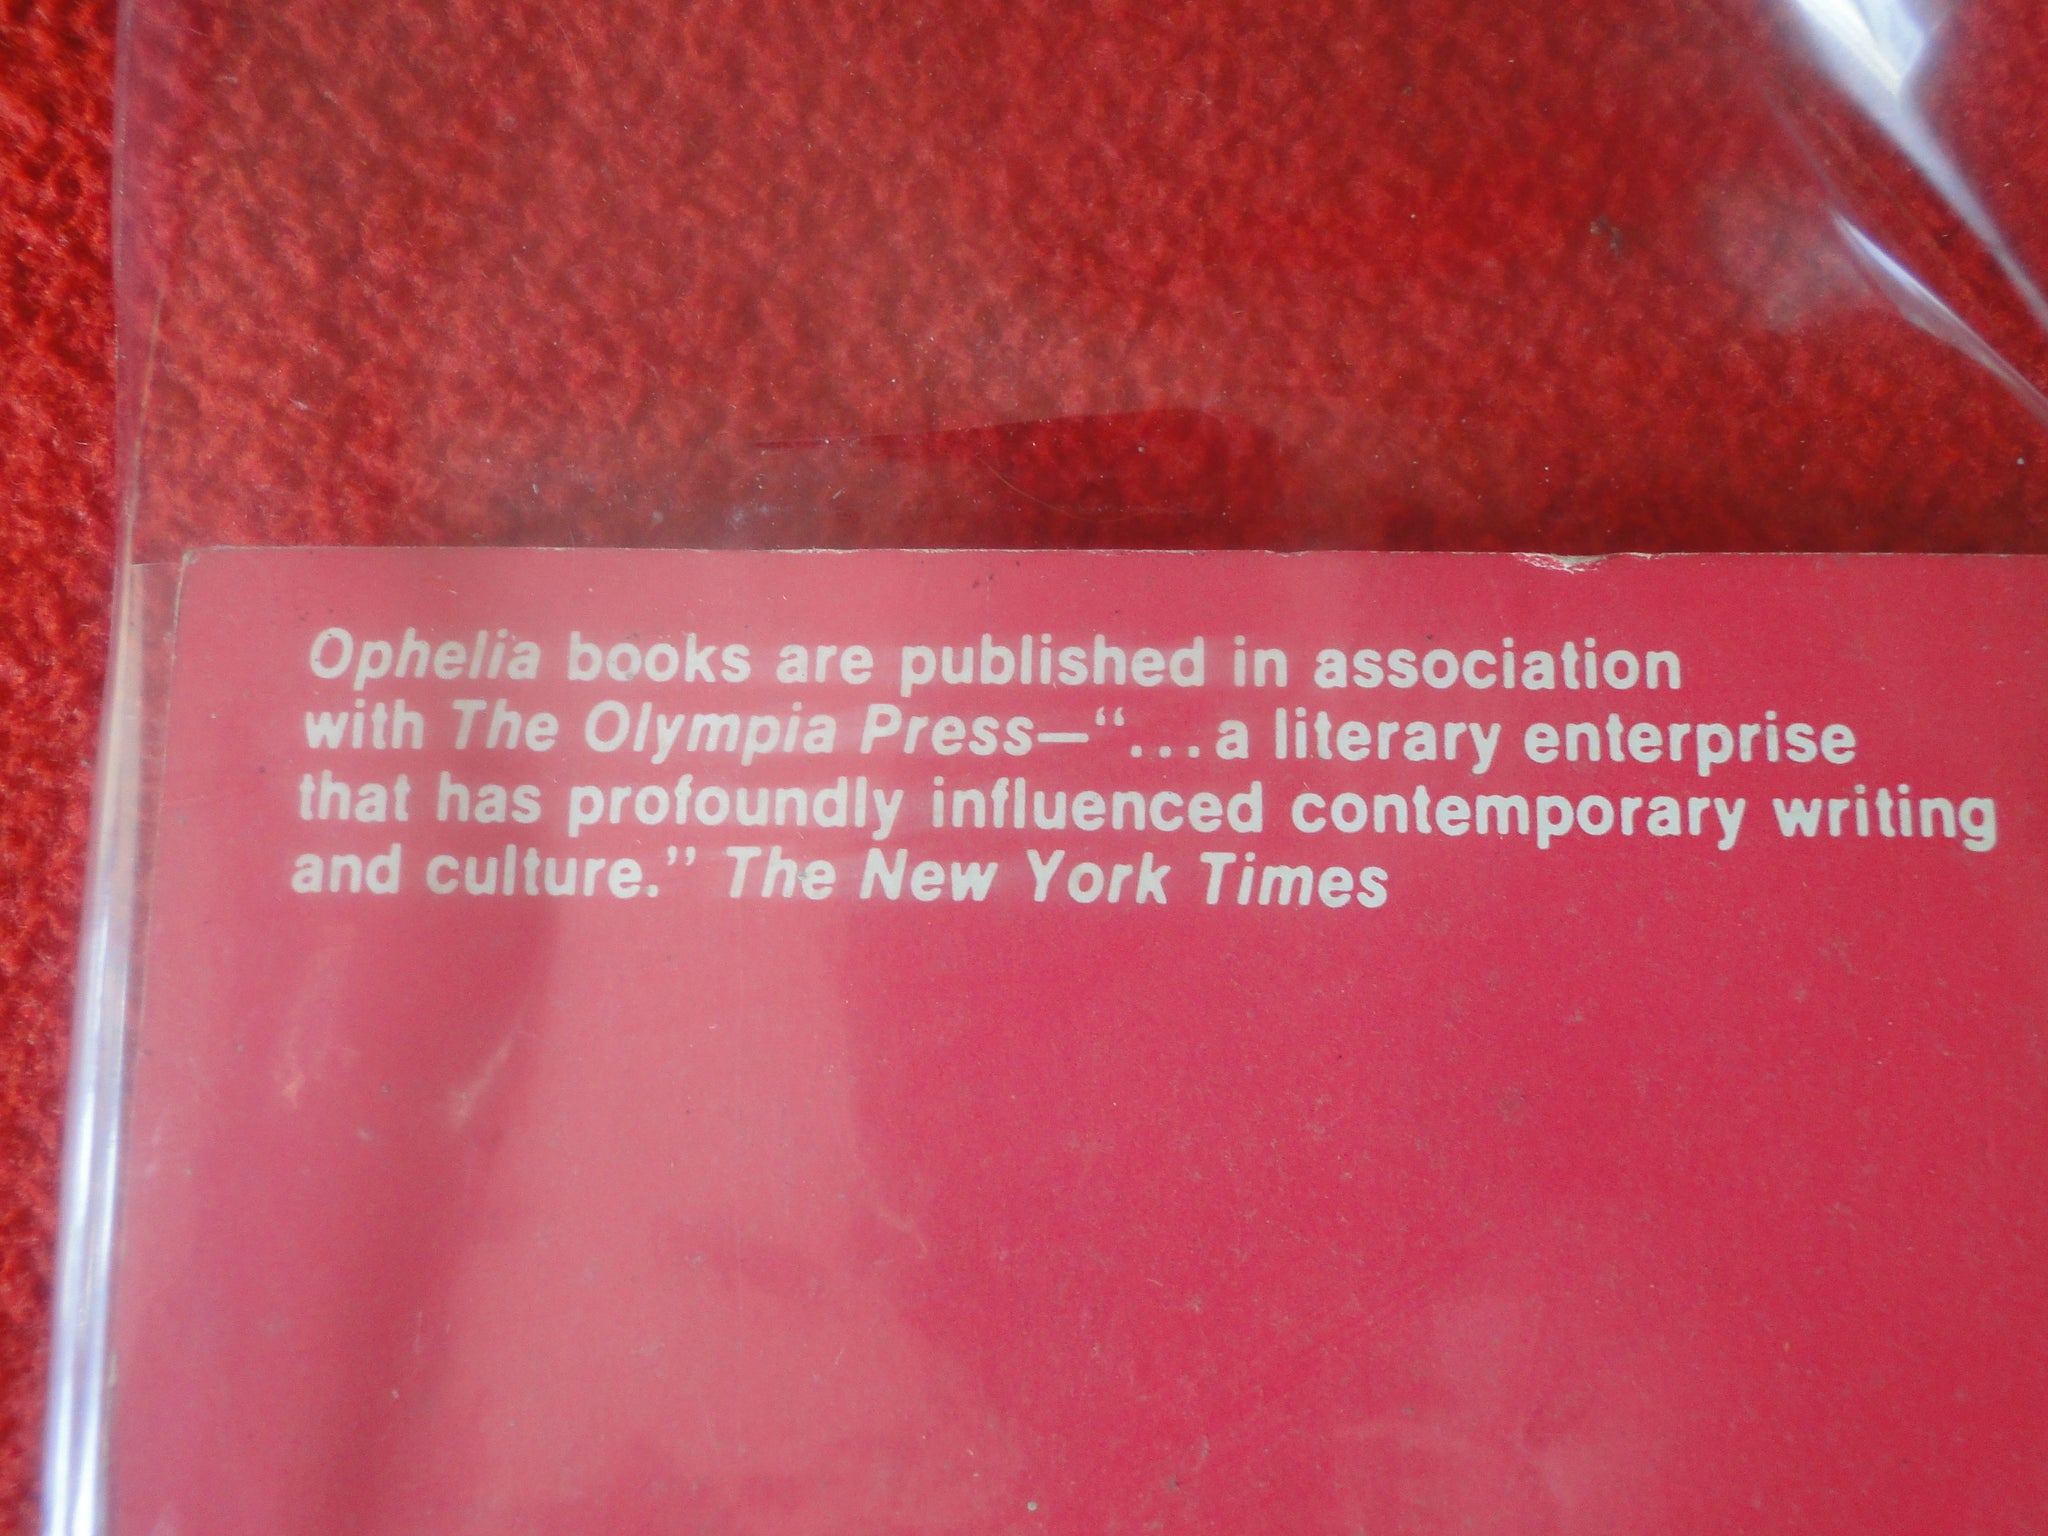 Ophelia books are published in association
with The Olympia Press—“...a literary enterprise
that has profoundly influenced contemporary writing
and culture.” The New York Times